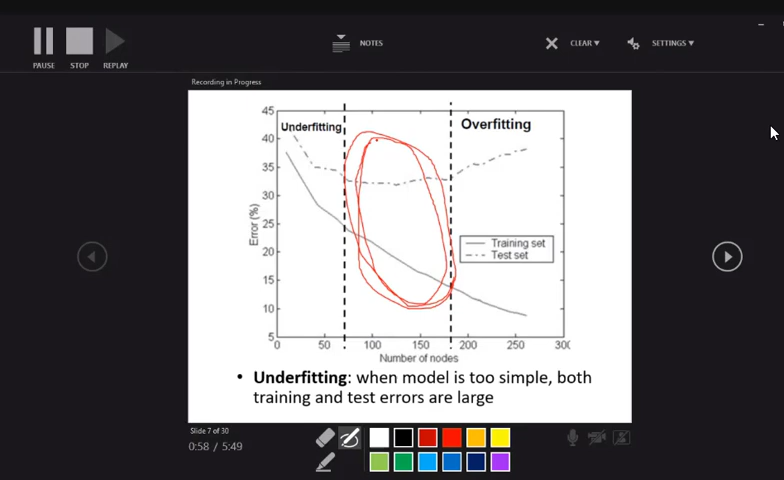 PAUSE STOP REPLAY
NOTES
CLEAR
SETTINGS
Recording in Progress
45
40
35
30
25
20
15
10
5
Error (%)
Underfitting
Overfitting
Training set
Test set
0 50 100 150 200 250 300
Number of nodes
• Underfitting: when model is too simple, both
training and test errors are large
Slide 7 of 30
0:58 / 5:49